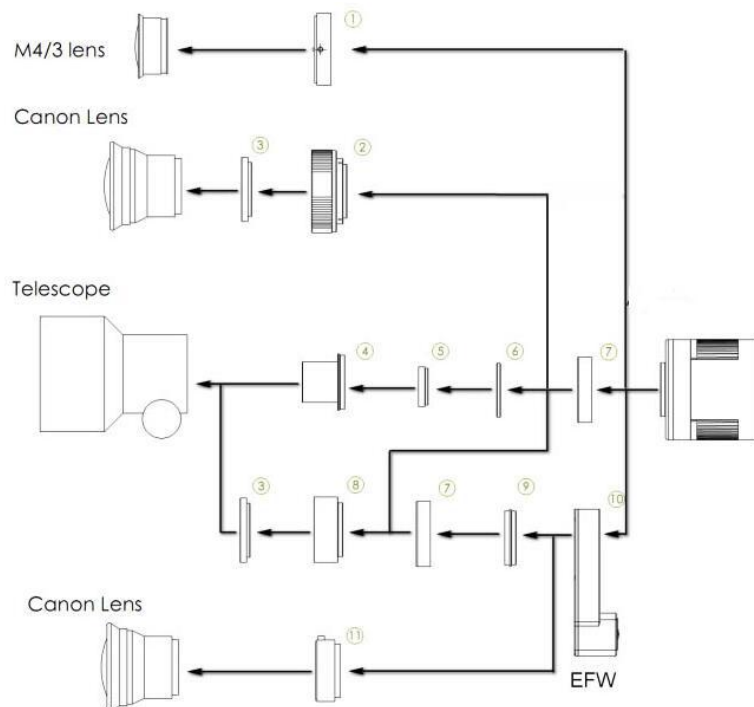 ①
M4/3 lens
Canon Lens
③ ②
Telescope
④ ⑤ ⑥ ⑦
③ ⑧ ⑦ ⑨ ⑩
Canon Lens
⑪
EFW